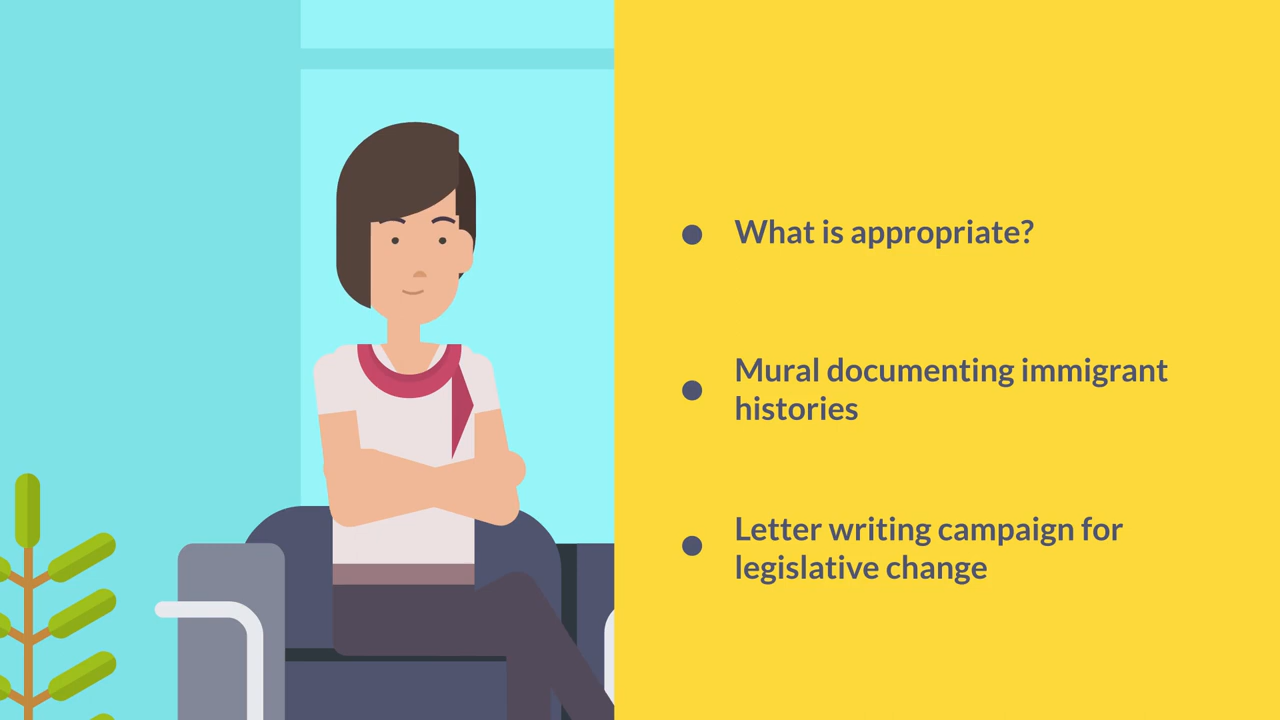 What is appropriate?
Mural documenting immigrant
histories
Letter writing campaign for
legislative change